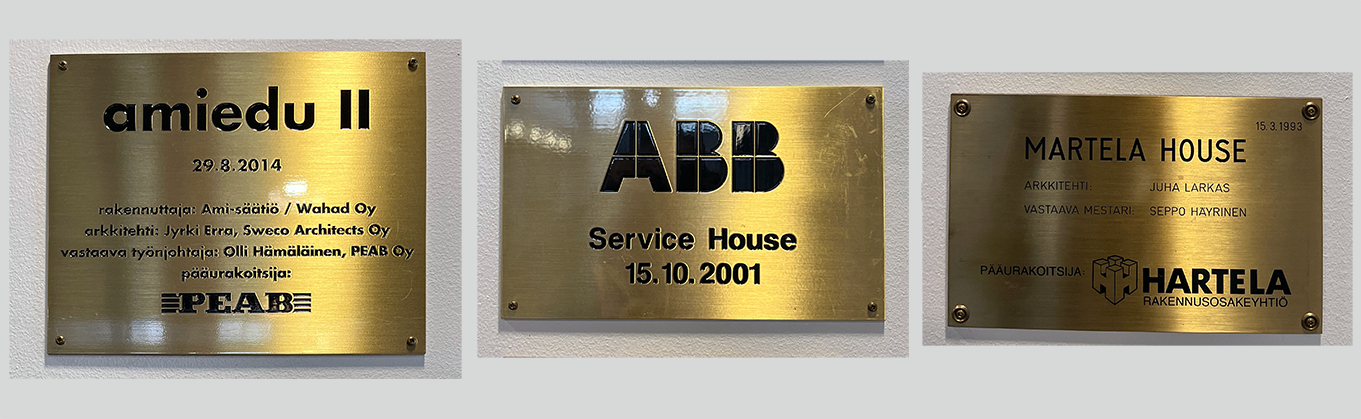 amiedu II
29.8.2014
rakennuttaja: Ami-säätiö / Wahad Oy
arkkitehti: Jyrki Erra, Sweco Architects Oy
vastaava työnjohtaja: Olli Hämäläinen, PEAB Oy
pääurakoitsija:
PEAB
ABB
Service House
15.10.2001
15.3.1993
MARTELA HOUSE
ARKKITEHTI: JUHA LARKAS
VASTAAVA MESTARI: SEPPO HÄYRINEN
PÄÄURAKOITSIJA: HARTELA
RAKENNUSOSAKEYHTIÖ